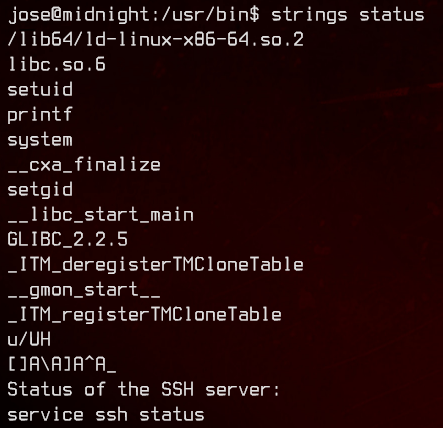 jose@midnight:/usr/bin$ strings status
/lib64/ld-linux-x86-64.so.2
libc.so.6
setuid
printf
system
__cxa_finalize
setgid
__libc_start_main
GLIBC_2.2.5
_ITM_deregisterTMCloneTable
__gmon_start__
_ITM_registerTMCloneTable
u/UH
[]A\A]A^A_
Status of the SSH server:
service ssh status